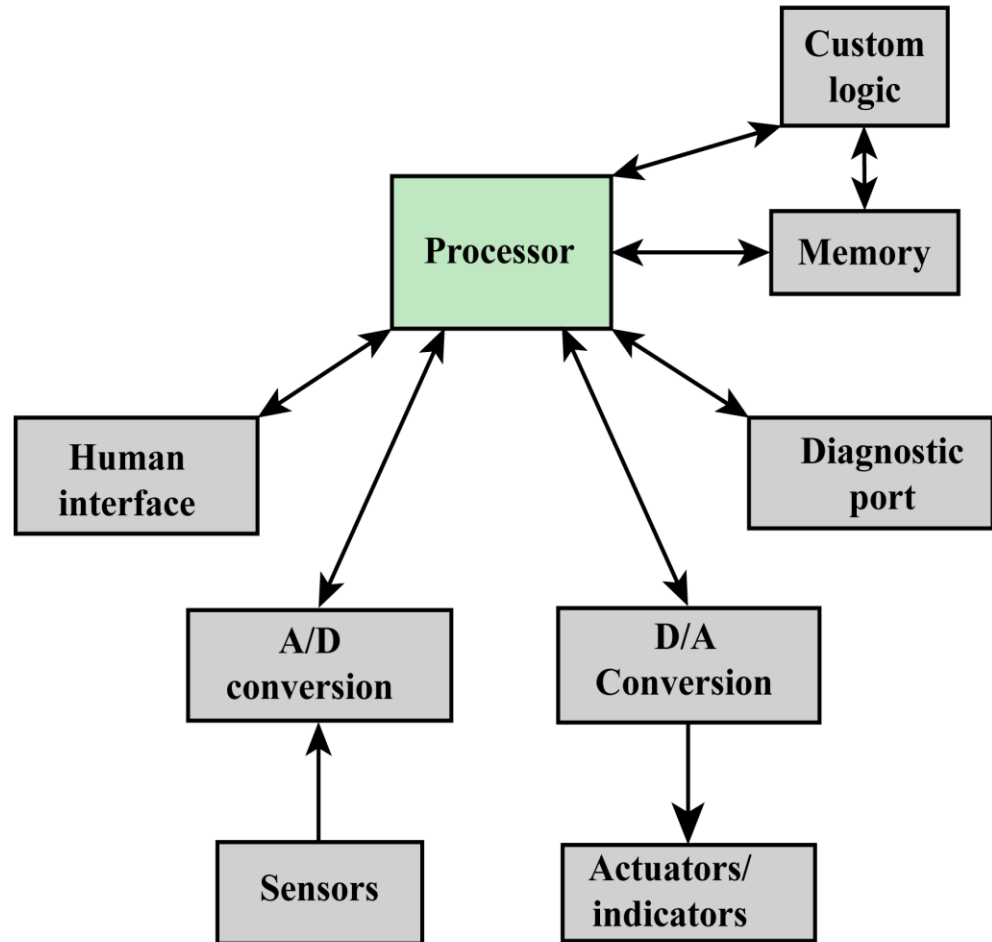 Custom
logic
Processor
Memory
Human
interface
Diagnostic
port
A/D
conversion
D/A
Conversion
Sensors
Actuators/
indicators